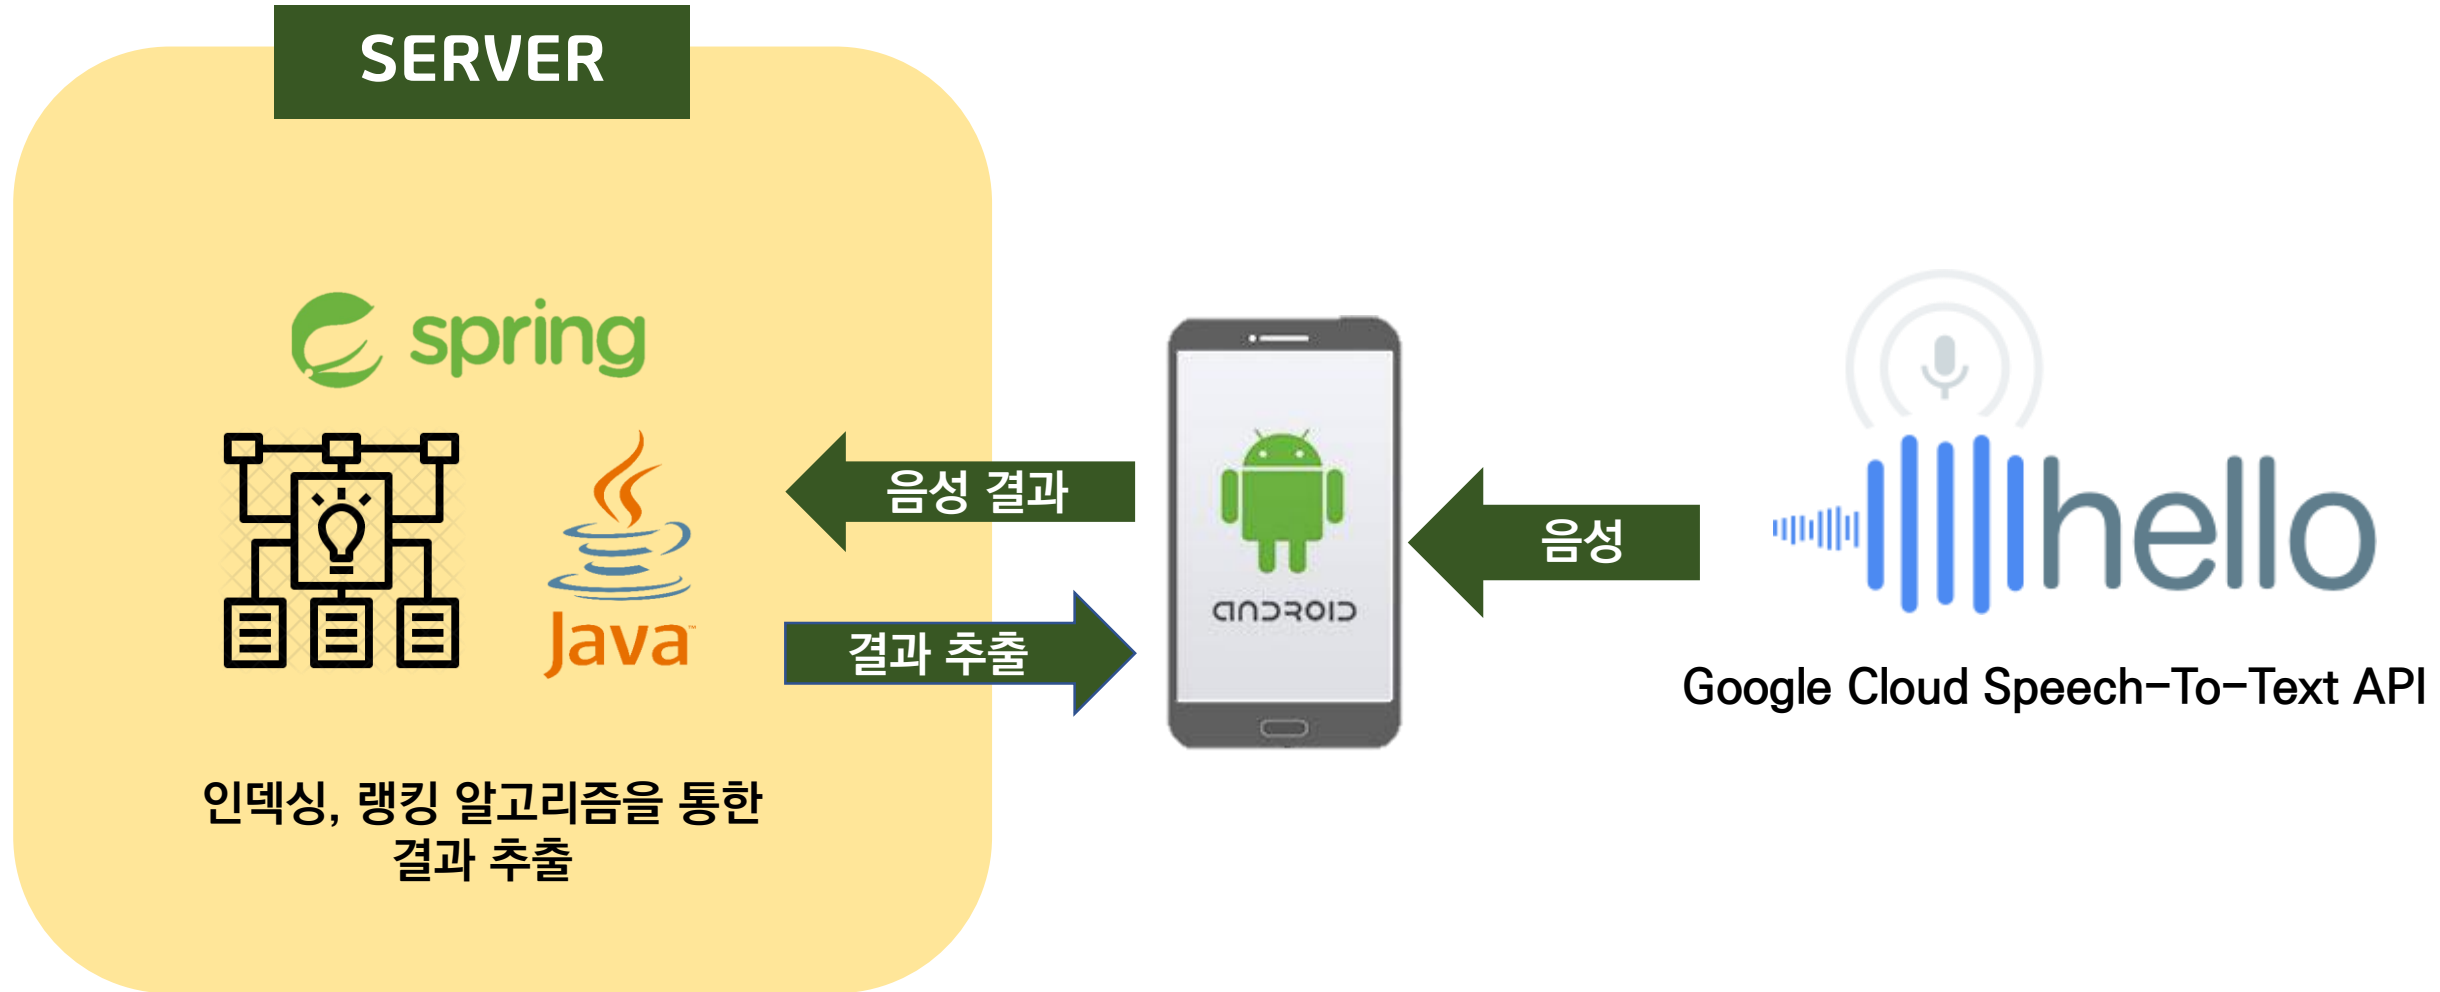 SERVER
spring
Java™
음성 결과
결과 추출
인덱싱, 랭킹 알고리즘을 통한
결과 추출
ANDROID
음성
hello
Google Cloud Speech-To-Text API